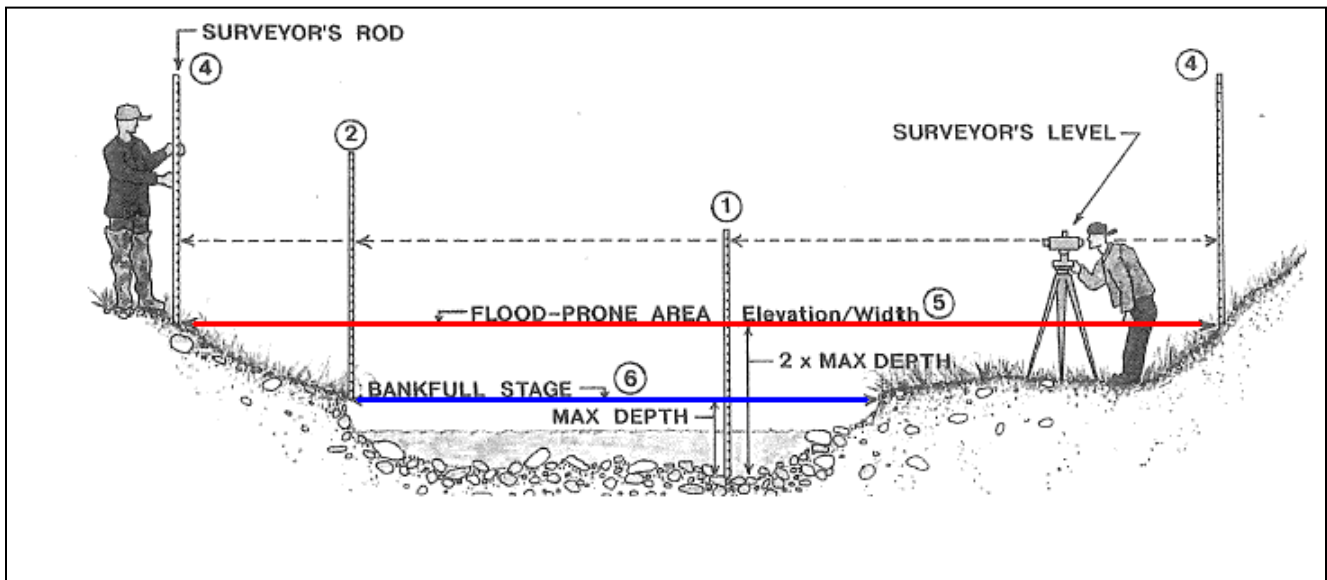 SURVEYOR'S ROD
4
4
2
SURVEYOR'S LEVEL
1
FLOOD-PRONE AREA Elevation/Width 5
2 x MAX DEPTH
BANKFULL STAGE 6
MAX DEPTH